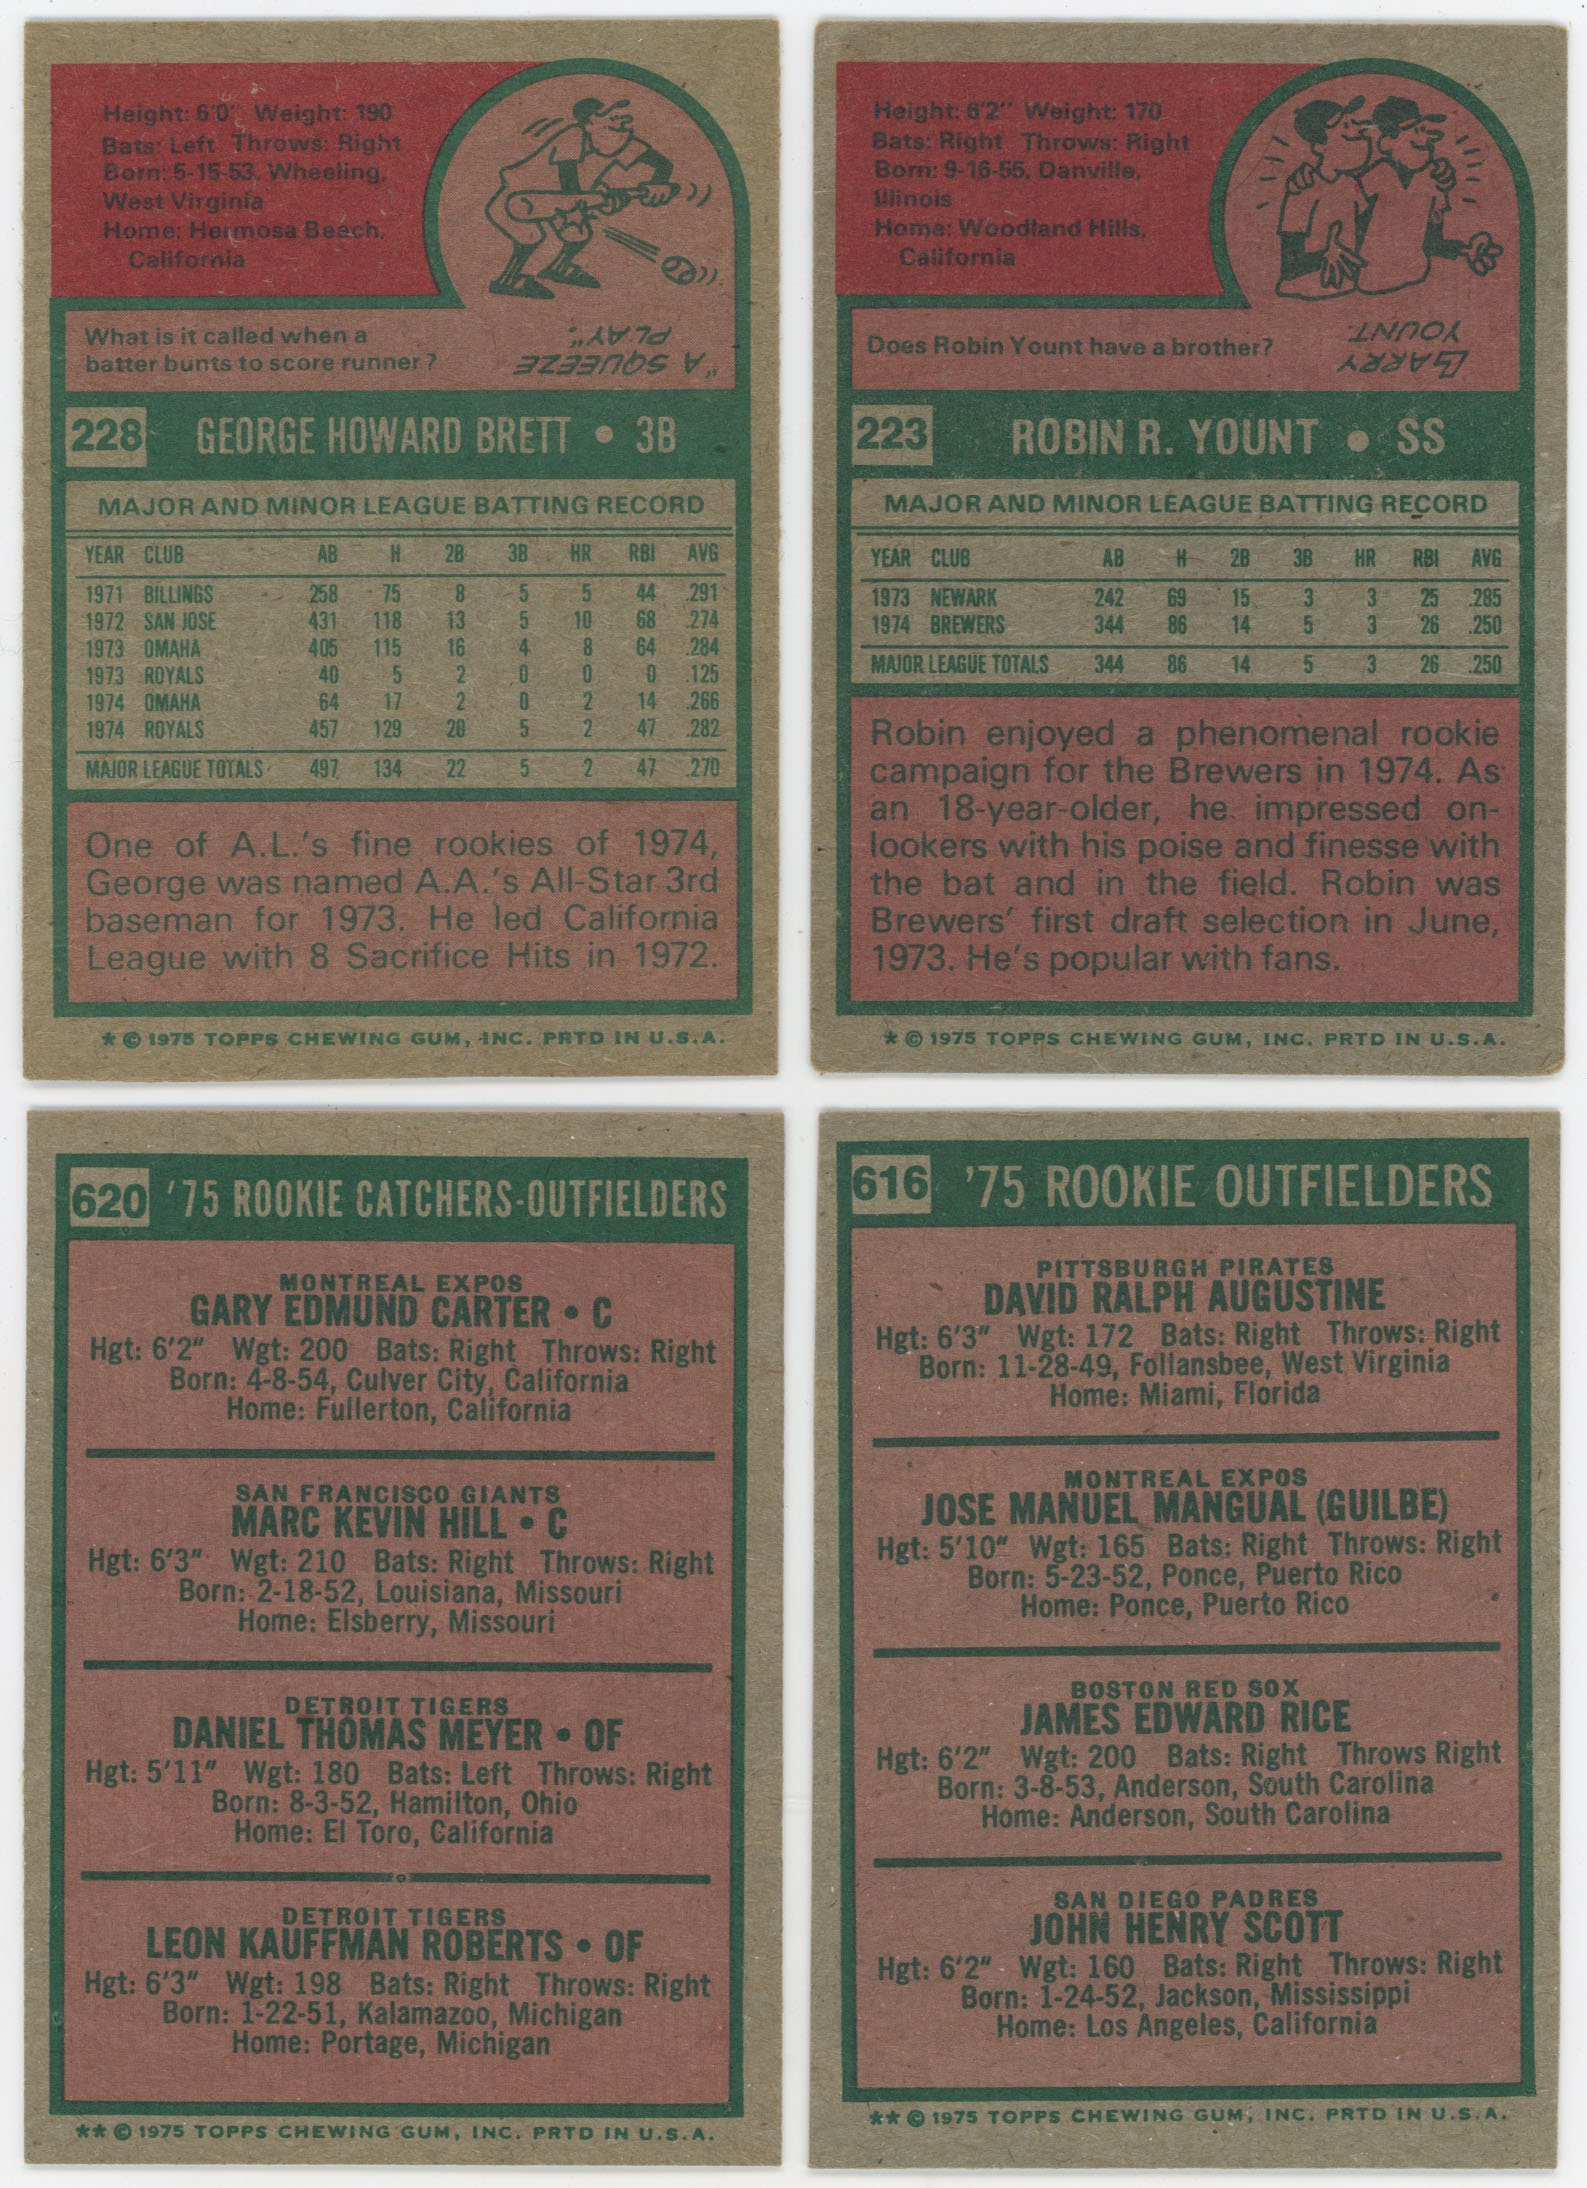 Height: 6'0" Weight: 190
Bats: Left Throws: Right
Born: 5-15-53, Wheeling,
West Virginia
Home: Hermosa Beach,
California
What is it called when a
batter bunts to score runner?
"A SQUEEZE
PLAY."
228 GEORGE HOWARD BRETT • 3B
MAJOR AND MINOR LEAGUE BATTING RECORD
YEAR CLUB AB H 2B 3B HR RBI AVG
1971 BILLINGS 258 75 8 5 5 44 .291
1972 SAN JOSE 431 118 13 5 10 68 .274
1973 OMAHA 405 115 16 4 8 64 .284
1973 ROYALS 40 5 2 0 0 0 .125
1974 OMAHA 64 17 2 0 2 14 .266
1974 ROYALS 457 129 20 5 2 47 .282
MAJOR LEAGUE TOTALS 497 134 22 5 2 47 .270
One of A.L.'s fine rookies of 1974,
George was named A.A.'s All-Star 3rd
baseman for 1973. He led California
League with 8 Sacrifice Hits in 1972.
* © 1975 TOPPS CHEWING GUM, INC. PRTD IN U.S.A.
Height: 6'2" Weight: 170
Bats: Right Throws: Right
Born: 9-16-55, Danville,
Illinois
Home: Woodland Hills,
California
Does Robin Yount have a brother?
LARRY
YOUNT.
223 ROBIN R. YOUNT • SS
MAJOR AND MINOR LEAGUE BATTING RECORD
YEAR CLUB AB H 2B 3B HR RBI AVG
1973 NEWARK 242 69 15 3 3 25 .285
1974 BREWERS 344 86 14 5 3 26 .250
MAJOR LEAGUE TOTALS 344 86 14 5 3 26 .250
Robin enjoyed a phenomenal rookie
campaign for the Brewers in 1974. As
an 18-year-older, he impressed on-
lookers with his poise and finesse with
the bat and in the field. Robin was
Brewers' first draft selection in June,
1973. He's popular with fans.
* © 1975 TOPPS CHEWING GUM, INC. PRTD IN U.S.A.
620 '75 ROOKIE CATCHERS-OUTFIELDERS
MONTREAL EXPOS
GARY EDMUND CARTER • C
Hgt: 6'2" Wgt: 200 Bats: Right Throws: Right
Born: 4-8-54, Culver City, California
Home: Fullerton, California
SAN FRANCISCO GIANTS
MARC KEVIN HILL • C
Hgt: 6'3" Wgt: 210 Bats: Right Throws: Right
Born: 2-18-52, Louisiana, Missouri
Home: Elsberry, Missouri
DETROIT TIGERS
DANIEL THOMAS MEYER • OF
Hgt: 5'11" Wgt: 180 Bats: Left Throws: Right
Born: 8-3-52, Hamilton, Ohio
Home: El Toro, California
DETROIT TIGERS
LEON KAUFFMAN ROBERTS • OF
Hgt: 6'3" Wgt: 198 Bats: Right Throws: Right
Born: 1-22-51, Kalamazoo, Michigan
Home: Portage, Michigan
** © 1975 TOPPS CHEWING GUM, INC. PRTD IN U.S.A.
616 '75 ROOKIE OUTFIELDERS
PITTSBURGH PIRATES
DAVID RALPH AUGUSTINE
Hgt: 6'3" Wgt: 172 Bats: Right Throws: Right
Born: 11-28-49, Follansbee, West Virginia
Home: Miami, Florida
MONTREAL EXPOS
JOSE MANUEL MANGUAL (GUILBE)
Hgt: 5'10" Wgt: 165 Bats: Right Throws: Right
Born: 5-23-52, Ponce, Puerto Rico
Home: Ponce, Puerto Rico
BOSTON RED SOX
JAMES EDWARD RICE
Hgt: 6'2" Wgt: 200 Bats: Right Throws Right
Born: 3-8-53, Anderson, South Carolina
Home: Anderson, South Carolina
SAN DIEGO PADRES
JOHN HENRY SCOTT
Hgt: 6'2" Wgt: 160 Bats: Right Throws: Right
Born: 1-24-52, Jackson, Mississippi
Home: Los Angeles, California
** © 1975 TOPPS CHEWING GUM, INC. PRTD IN U.S.A.